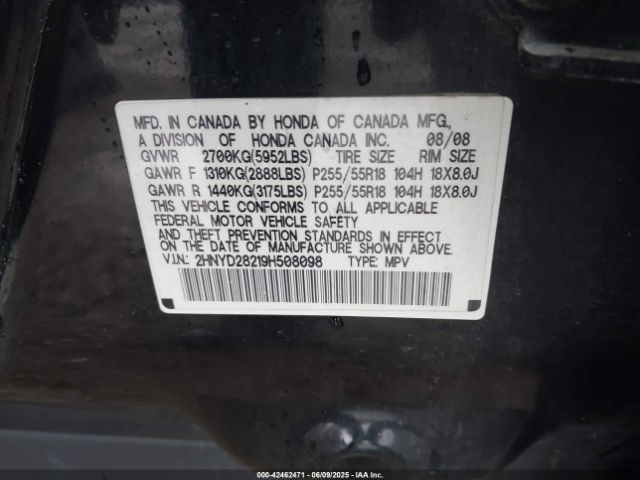 MFD. IN CANADA BY HONDA OF CANADA MFG.,
A DIVISION OF HONDA CANADA INC. 08/08
GVWR 2700KG(5952LBS) TIRE SIZE RIM SIZE
GAWR F 1310KG(2888LBS) P255/55R18 104H 18X8.0J
GAWR R 1440KG(3175LBS) P255/55R18 104H 18X8.0J
THIS VEHICLE CONFORMS TO ALL APPLICABLE
FEDERAL MOTOR VEHICLE SAFETY
AND THEFT PREVENTION STANDARDS IN EFFECT
ON THE DATE OF MANUFACTURE SHOWN ABOVE.
V.I.N.: 2HNYD28219H508098 TYPE: MPV
000-42462471 - 06/09/2025 - IAAI.COM